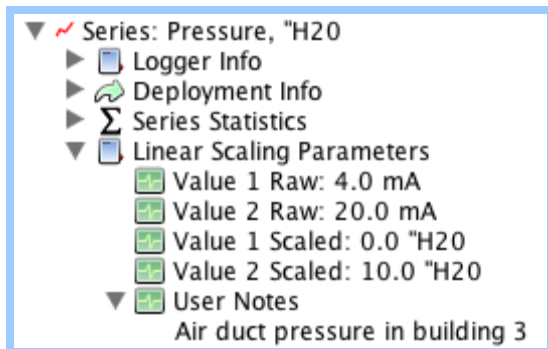 Series: Pressure, "H20
Logger Info
Deployment Info
Series Statistics
Linear Scaling Parameters
Value 1 Raw: 4.0 mA
Value 2 Raw: 20.0 mA
Value 1 Scaled: 0.0 "H20
Value 2 Scaled: 10.0 "H20
User Notes
Air duct pressure in building 3